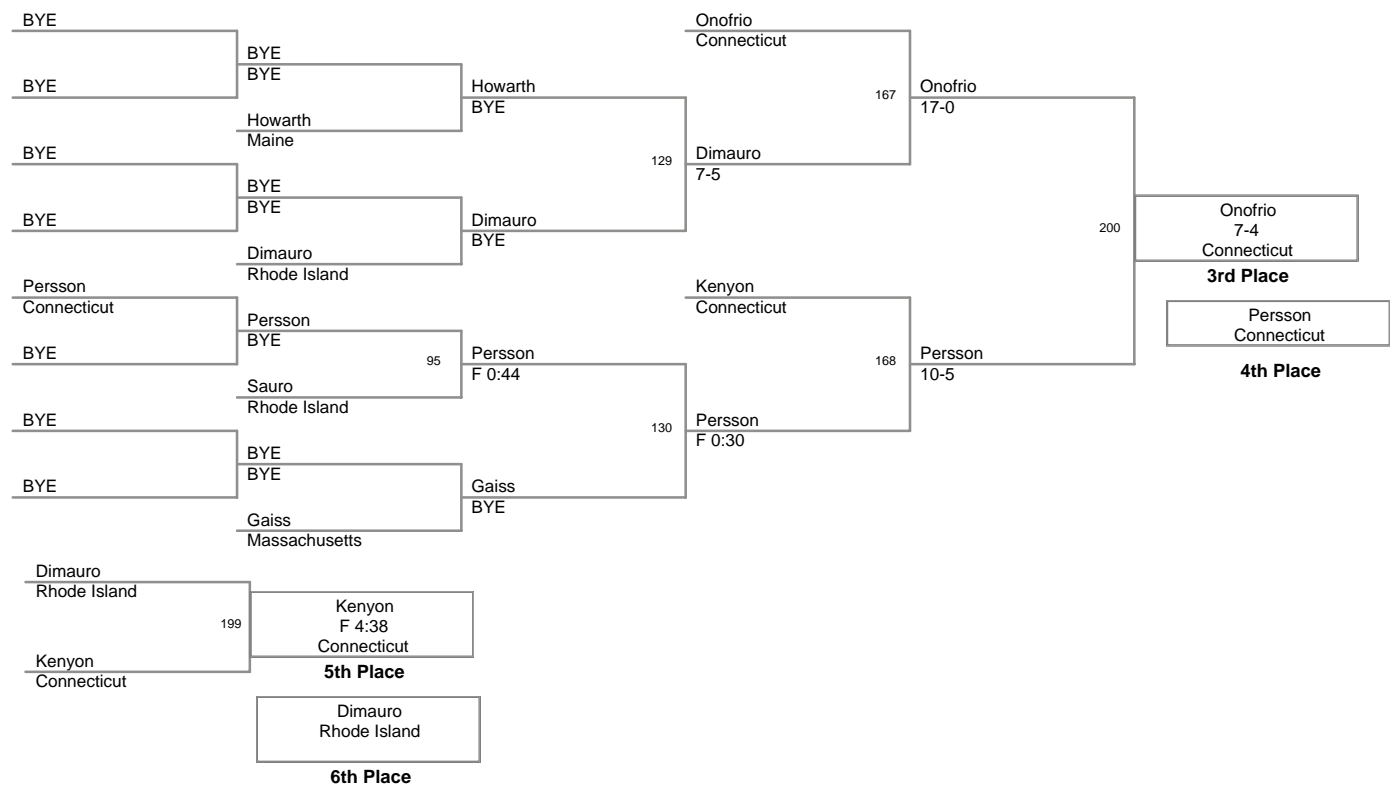 BYE
BYE
BYE
BYE
Howarth
Maine
Howarth
BYE
BYE
BYE
BYE
BYE
Dimauro
Rhode Island
Dimauro
BYE
129
Dimauro
7-5
Onofrio
Connecticut
167
Onofrio
17-0
Persson
Connecticut
BYE
Persson
BYE
95
Sauro
Rhode Island
Persson
F 0:44
BYE
BYE
BYE
BYE
Gaiss
Massachusetts
Gaiss
BYE
130
Persson
F 0:30
Kenyon
Connecticut
168
Persson
10-5
200
Onofrio
7-4
Connecticut
3rd Place
Persson
Connecticut
4th Place
Dimauro
Rhode Island
199
Kenyon
Connecticut
Kenyon
F 4:38
Connecticut
5th Place
Dimauro
Rhode Island
6th Place